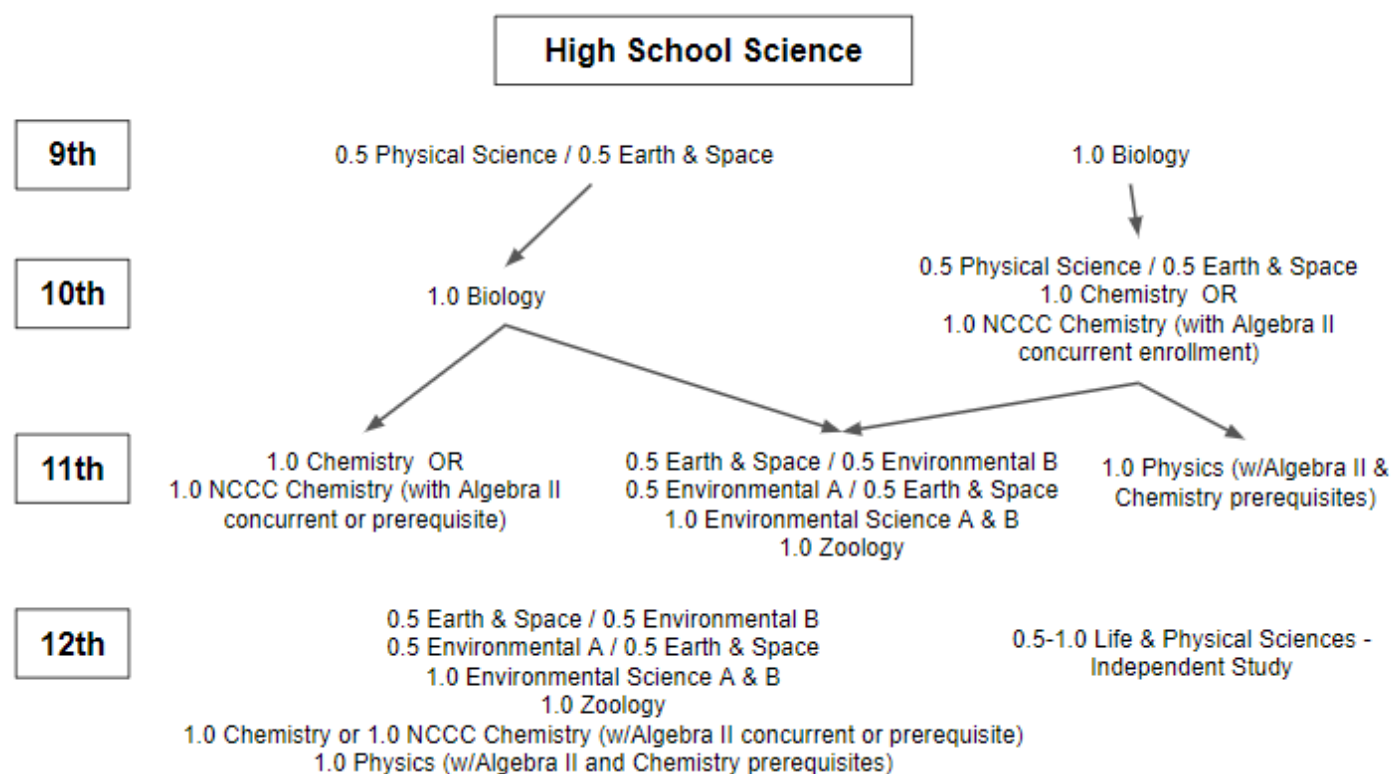 High School Science
9th
0.5 Physical Science / 0.5 Earth & Space
1.0 Biology
10th
1.0 Biology
0.5 Physical Science / 0.5 Earth & Space
1.0 Chemistry OR
1.0 NCCC Chemistry (with Algebra II
concurrent enrollment)
11th
1.0 Chemistry OR
1.0 NCCC Chemistry (with Algebra II
concurrent or prerequisite)
0.5 Earth & Space / 0.5 Environmental B
0.5 Environmental A / 0.5 Earth & Space
1.0 Environmental Science A & B
1.0 Zoology
1.0 Physics (w/Algebra II &
Chemistry prerequisites)
12th
0.5 Earth & Space / 0.5 Environmental B
0.5 Environmental A / 0.5 Earth & Space
1.0 Environmental Science A & B
1.0 Zoology
1.0 Chemistry or 1.0 NCCC Chemistry (w/Algebra II concurrent or prerequisite)
1.0 Physics (w/Algebra II and Chemistry prerequisites)
0.5-1.0 Life & Physical Sciences -
Independent Study